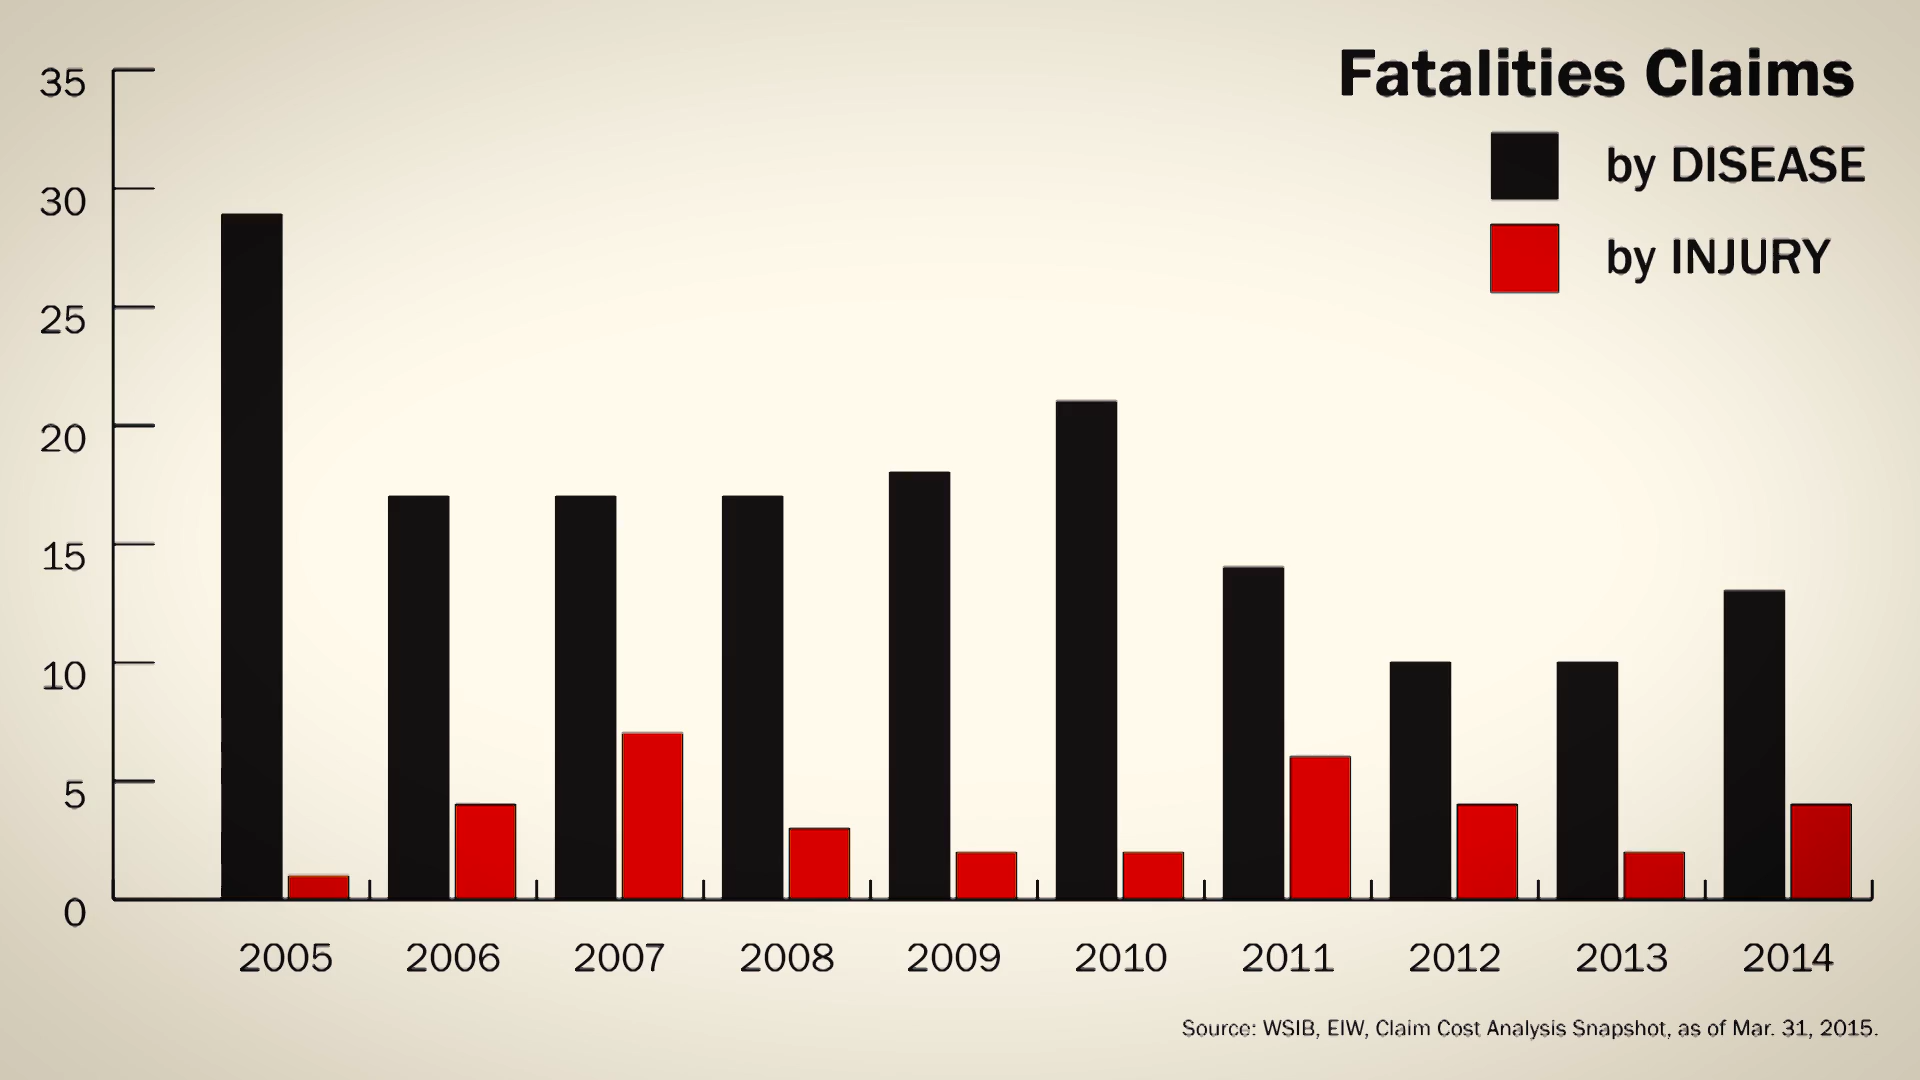 Fatalities Claims
by DISEASE
by INJURY
35
30
25
20
15
10
5
0
2005 2006 2007 2008 2009 2010 2011 2012 2013 2014
Source: WSIB, EIW, Claim Cost Analysis Snapshot, as of Mar. 31, 2015.